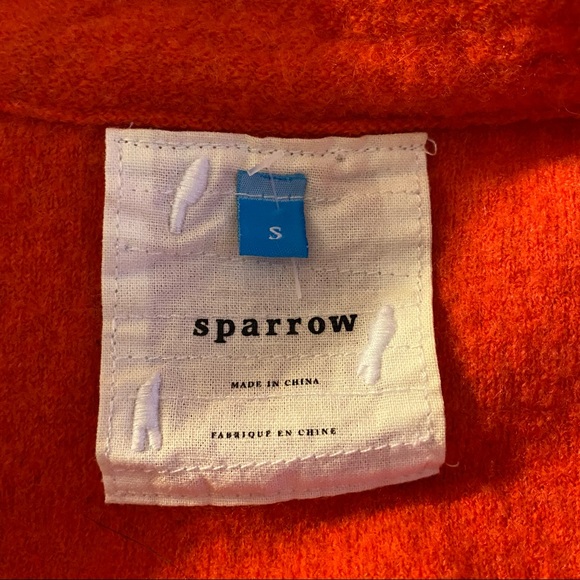 S
sparrow
MADE IN CHINA
FABRIQUÉ EN CHINE